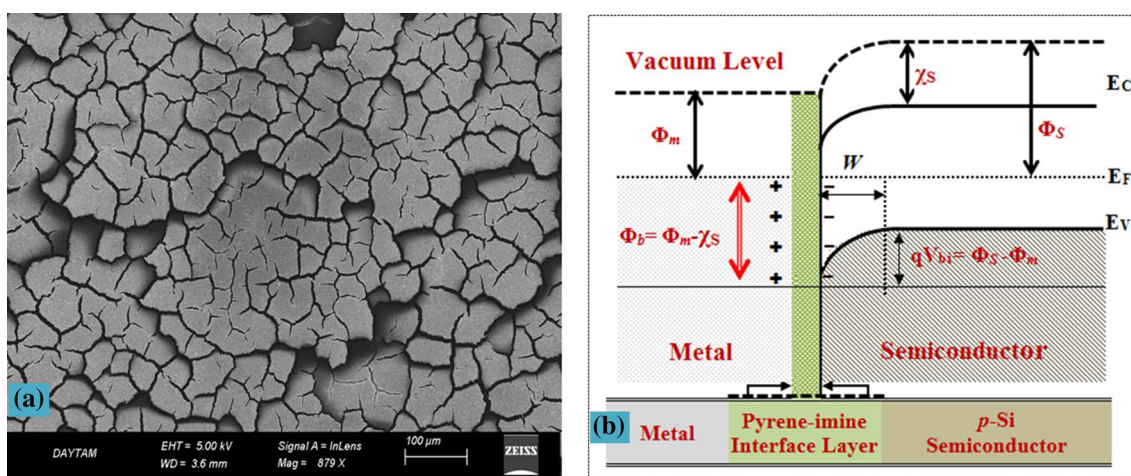 (a)
DAYTAM
EHT = 5.00 kV
WD = 3.6 mm
Signal A = InLens
Mag = 879 X
100 μm
ZEISS
(b)
Vacuum Level
χS
EC
Φm
ΦS
W
EF
EV
Φb= Φm-χS
+
+
+
+
−
−
−
−
qVbi= ΦS -Φm
Metal
Semiconductor
Metal
Pyrene-imine
Interface Layer
p-Si
Semiconductor